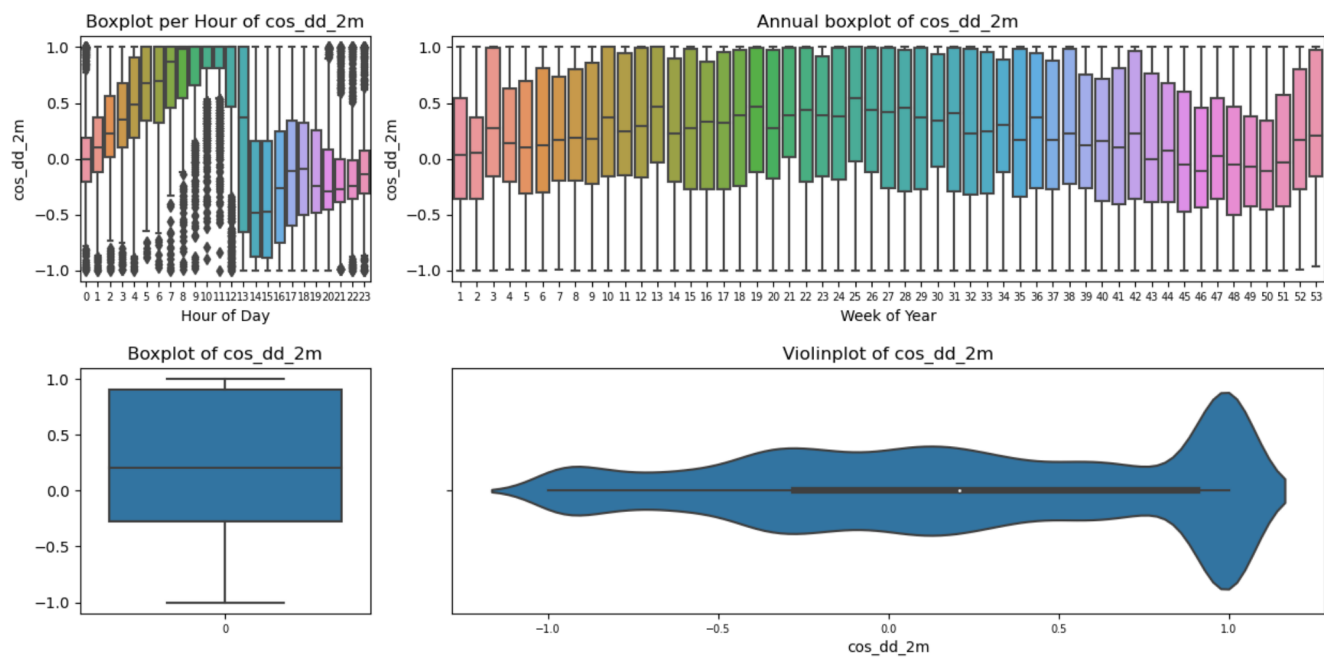 Boxplot per Hour of cos_dd_2m
cos_dd_2m
1.0
0.5
0.0
−0.5
−1.0
0 1 2 3 4 5 6 7 8 9 10 11 12 13 14 15 16 17 18 19 20 21 22 23
Hour of Day
Annual boxplot of cos_dd_2m
cos_dd_2m
1.0
0.5
0.0
−0.5
−1.0
1 2 3 4 5 6 7 8 9 10 11 12 13 14 15 16 17 18 19 20 21 22 23 24 25 26 27 28 29 30 31 32 33 34 35 36 37 38 39 40 41 42 43 44 45 46 47 48 49 50 51 52 53
Week of Year
Boxplot of cos_dd_2m
1.0
0.5
0.0
−0.5
−1.0
0
Violinplot of cos_dd_2m
−1.0 −0.5 0.0 0.5 1.0
cos_dd_2m